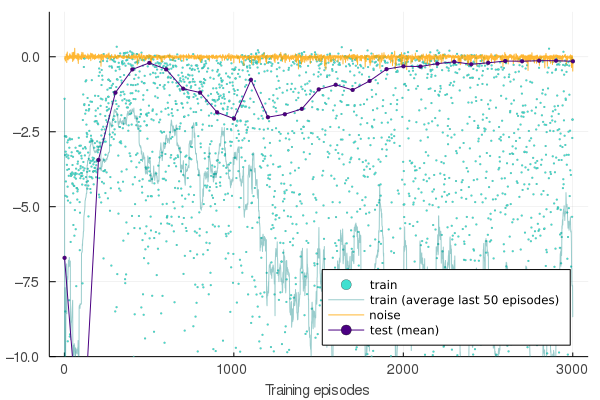 0.0
−2.5
−5.0
−7.5
−10.0
train
train (average last 50 episodes)
noise
test (mean)
0
1000
2000
3000
Training episodes